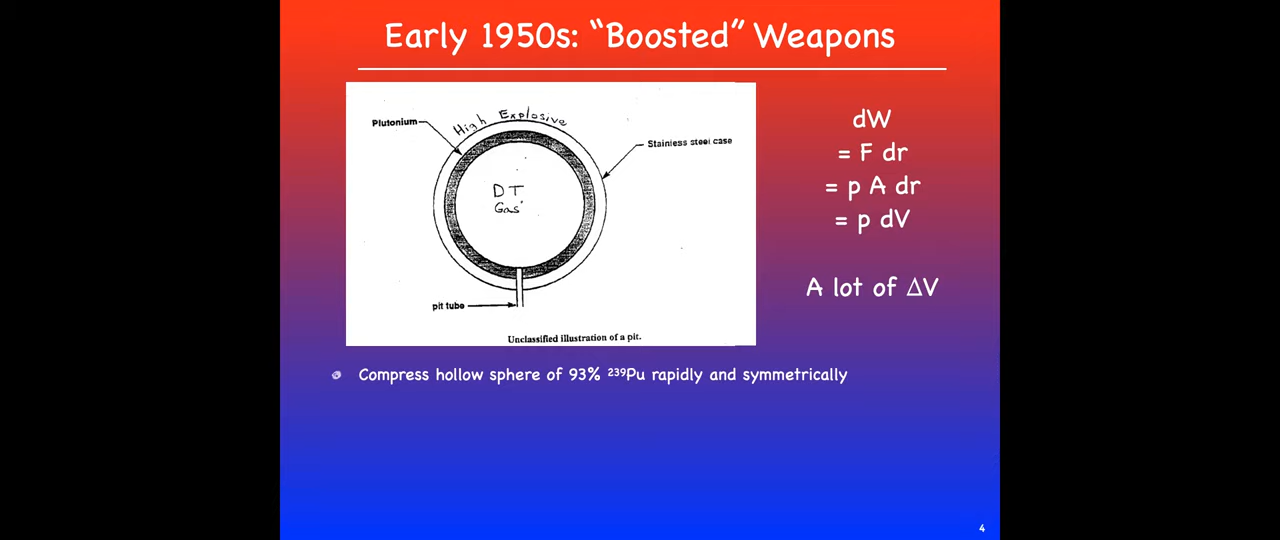 Early 1950s: “Boosted” Weapons
Plutonium
High Explosive
Stainless steel case
DT
Gas
pit tube
Unclassified illustration of a pit.
dW
= F dr
= p A dr
= p dV
A lot of ΔV
Compress hollow sphere of 93% ²³⁹Pu rapidly and symmetrically
4